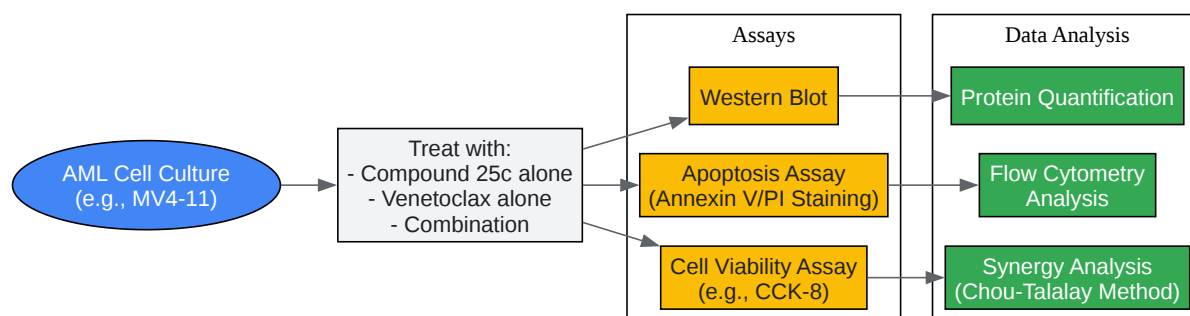 AML Cell Culture
(e.g., MV4-11)
Treat with:
- Compound 25c alone
- Venetoclax alone
- Combination
Assays
Western Blot
Apoptosis Assay
(Annexin V/PI Staining)
Cell Viability Assay
(e.g., CCK-8)
Data Analysis
Protein Quantification
Flow Cytometry
Analysis
Synergy Analysis
(Chou-Talalay Method)